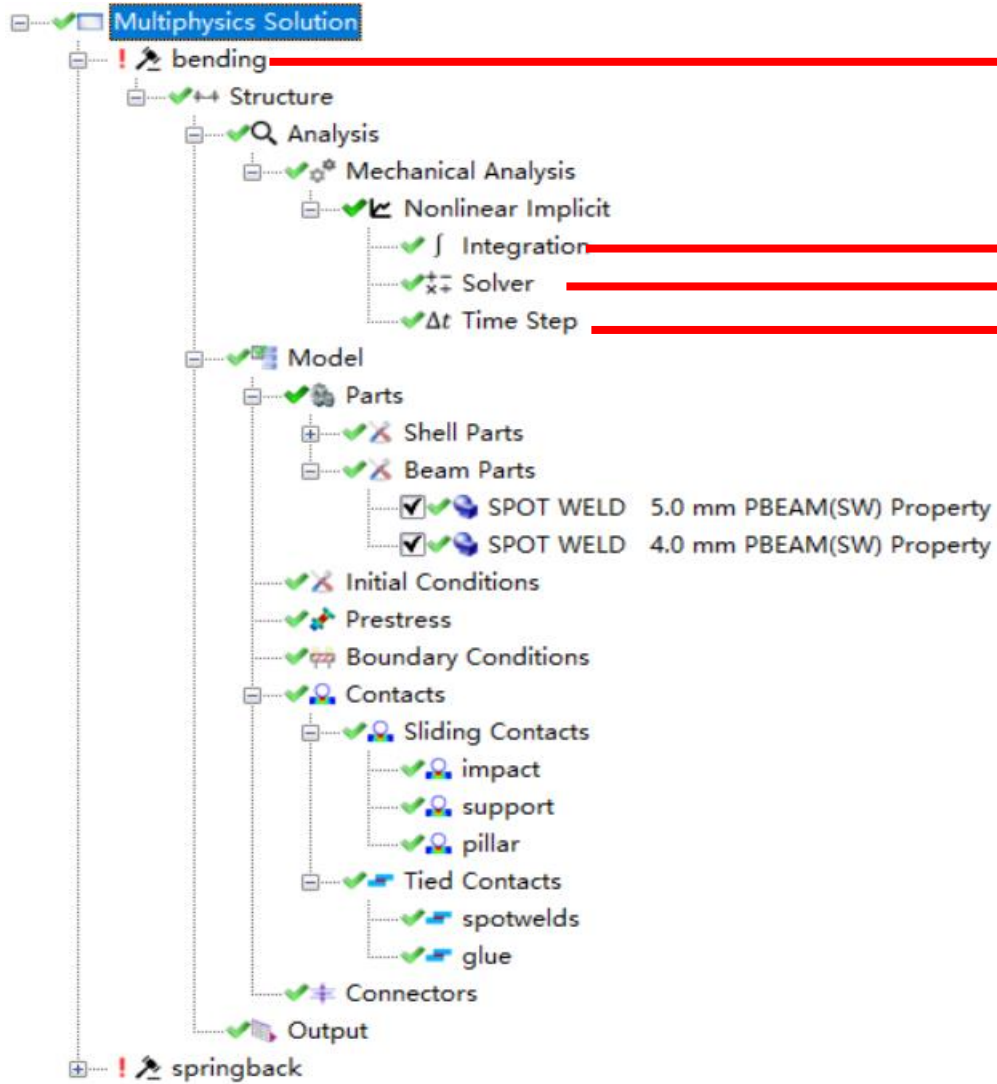 Multiphysics Solution
bending
Structure
Analysis
Mechanical Analysis
Nonlinear Implicit
Integration
Solver
Δt Time Step
Model
Parts
Shell Parts
Beam Parts
SPOT WELD 5.0 mm PBEAM(SW) Property
SPOT WELD 4.0 mm PBEAM(SW) Property
Initial Conditions
Prestress
Boundary Conditions
Contacts
Sliding Contacts
impact
support
pillar
Tied Contacts
spotwelds
glue
Connectors
Output
springback